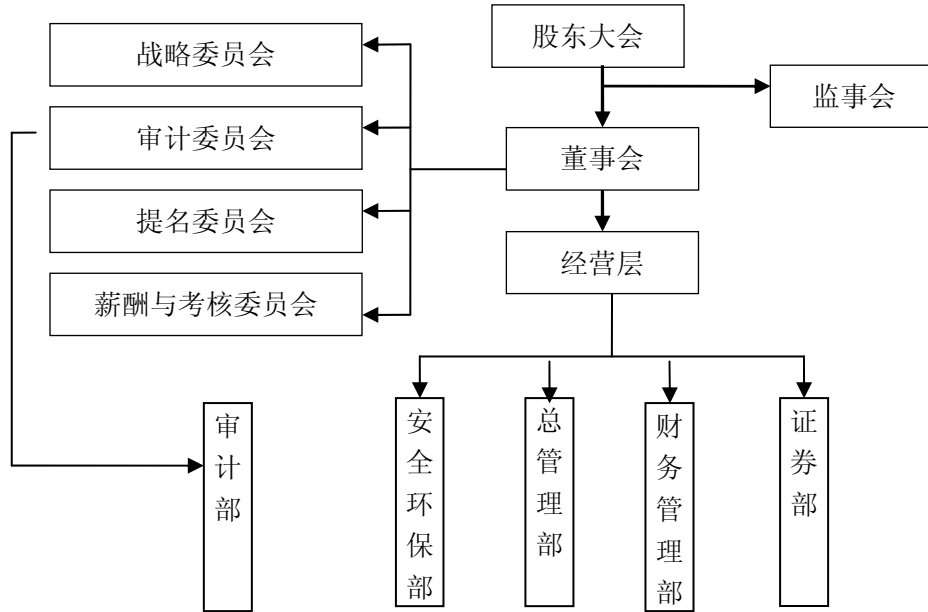 股东大会
战略委员会
监事会
审计委员会
董事会
提名委员会
经营层
薪酬与考核委员会
审计部
安全环保部
总管理部
财务管理部
证券部